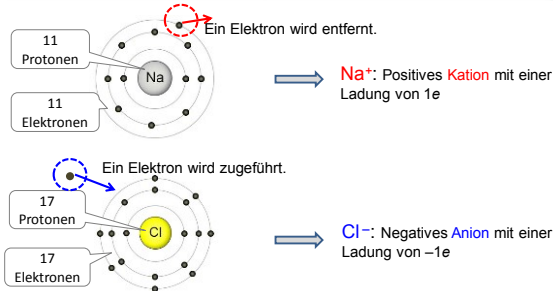 11
Protonen
Ein Elektron wird entfernt.
Na
Na⁺: Positives Kation mit einer
Ladung von 1e
11
Elektronen
Ein Elektron wird zugeführt.
17
Protonen
Cl
Cl⁻: Negatives Anion mit einer
Ladung von –1e
17
Elektronen